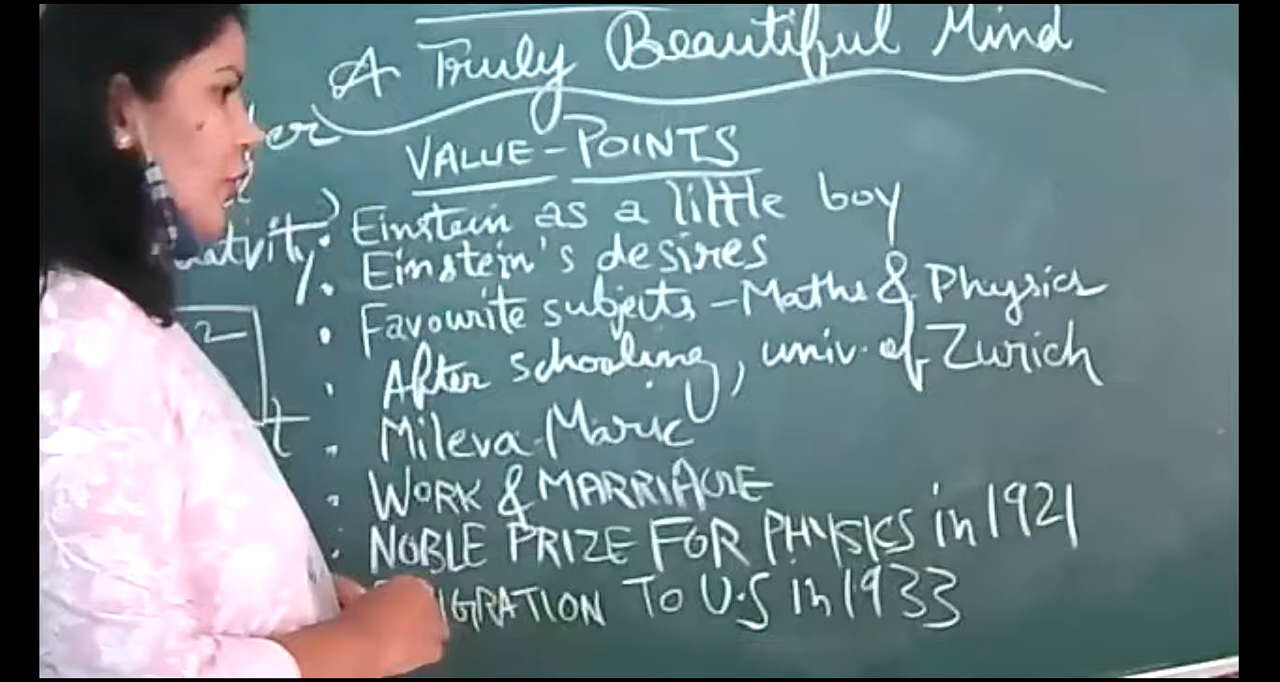 A Truly Beautiful Mind
VALUE-POINTS
• Einstein as a little boy
• Einstein's desires
• Favourite subjects - Maths & Physics
• After schooling, univ. of Zurich
• Mileva Maric
• WORK & MARRIAGE
• NOBLE PRIZE FOR PHYSICS in 1921
TO U.S in 1933